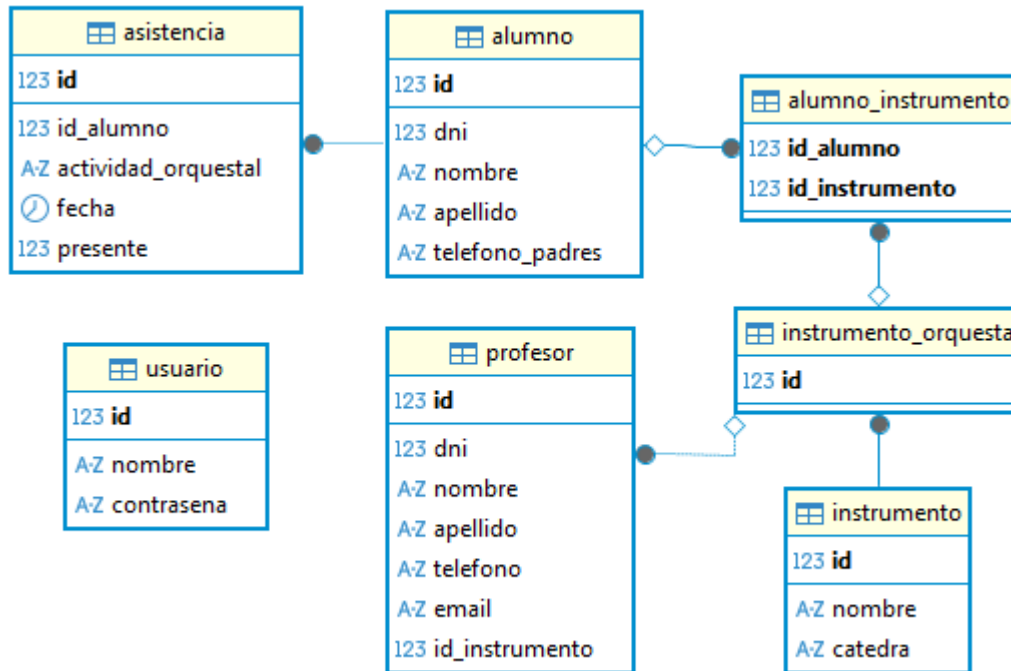 asistencia
123 id
123 id_alumno
A-Z actividad_orquestal
fecha
123 presente
alumno
123 id
123 dni
A-Z nombre
A-Z apellido
A-Z telefono_padres
alumno_instrumento
123 id_alumno
123 id_instrumento
usuario
123 id
A-Z nombre
A-Z contrasena
profesor
123 id
123 dni
A-Z nombre
A-Z apellido
A-Z telefono
A-Z email
123 id_instrumento
instrumento_orquesta
123 id
instrumento
123 id
A-Z nombre
A-Z catedra